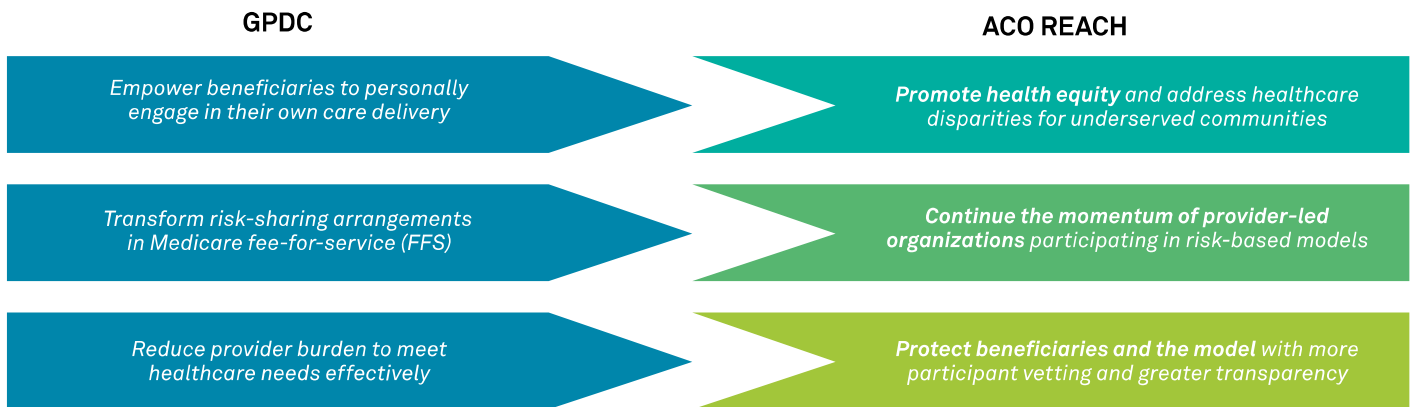 GPDC
ACO REACH
Empower beneficiaries to personally
engage in their own care delivery
Promote health equity and address healthcare
disparities for underserved communities
Transform risk-sharing arrangements
in Medicare fee-for-service (FFS)
Continue the momentum of provider-led
organizations participating in risk-based models
Reduce provider burden to meet
healthcare needs effectively
Protect beneficiaries and the model with more
participant vetting and greater transparency